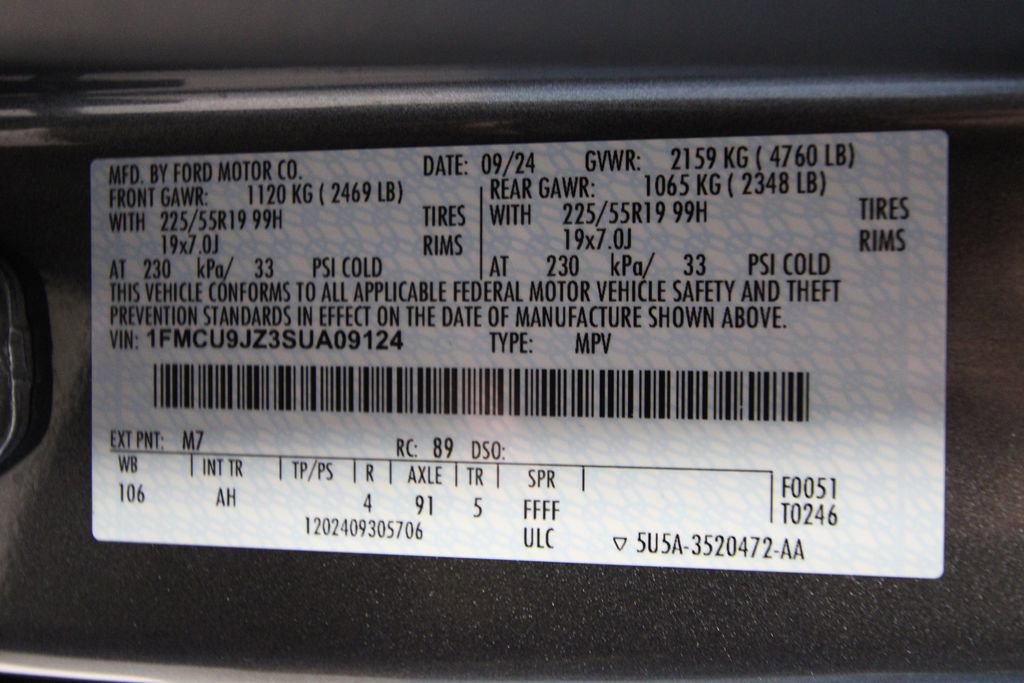 MFD. BY FORD MOTOR CO. DATE: 09/24 GVWR: 2159 KG ( 4760 LB)
FRONT GAWR: 1120 KG ( 2469 LB) REAR GAWR: 1065 KG ( 2348 LB)
WITH 225/55R19 99H TIRES WITH 225/55R19 99H TIRES
19x7.0J RIMS 19x7.0J RIMS
AT 230 kPa/ 33 PSI COLD AT 230 kPa/ 33 PSI COLD
THIS VEHICLE CONFORMS TO ALL APPLICABLE FEDERAL MOTOR VEHICLE SAFETY AND THEFT
PREVENTION STANDARDS IN EFFECT ON THE DATE OF MANUFACTURE SHOWN ABOVE.
VIN: 1FMCU9JZ3SUA09124 TYPE: MPV
EXT PNT: M7 RC: 89 DSO:
WB INT TR TP/PS R AXLE TR SPR
106 AH 4 91 5 FFFF
F0051
T0246
1202409305706 ULC ▽ 5U5A-3520472-AA